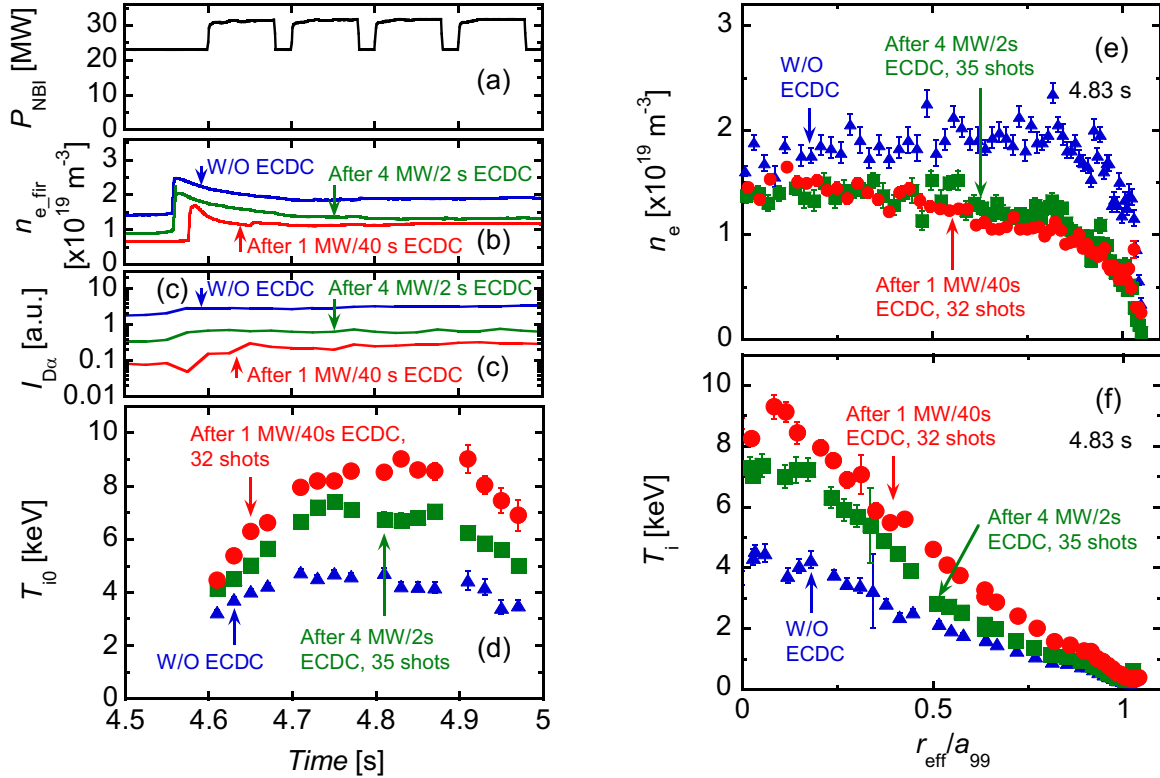 P_NBI [MW]
30
20
10
0
(a)
n_e_fir
[x10^19 m^-3]
3
2
1
0
W/O ECDC
After 4 MW/2 s ECDC
After 1 MW/40 s ECDC
(b)
I_Dα [a.u.]
10
1
0.1
0.01
(c)
W/O ECDC
After 4 MW/2 s ECDC
After 1 MW/40 s ECDC
(c)
T_i0 [keV]
10
8
6
4
2
0
After 1 MW/40s ECDC,
32 shots
W/O ECDC
After 4 MW/2s
ECDC, 35 shots
(d)
4.5
4.6
4.7
4.8
4.9
5
Time [s]
n_e [x10^19 m^-3]
3
2
1
0
W/O
ECDC
After 4 MW/2s
ECDC, 35 shots
(e)
4.83 s
After 1 MW/40s
ECDC, 32 shots
T_i [keV]
10
8
6
4
2
0
After 1 MW/40s
ECDC, 32 shots
(f)
4.83 s
After 4 MW/2s
ECDC, 35 shots
W/O
ECDC
0
0.5
1
r_eff/a_99